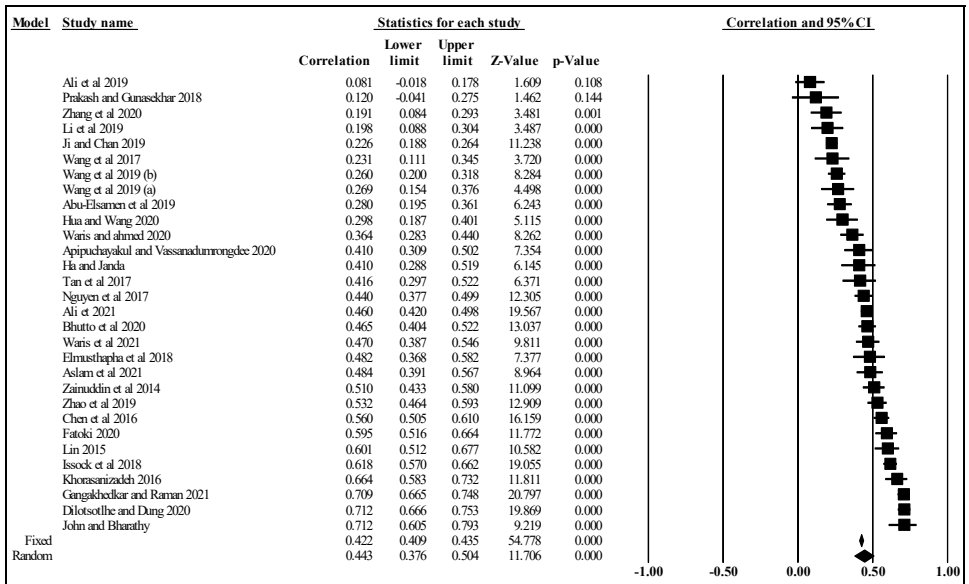 Model Study name Statistics for each study Correlation and 95% CI
Lower Upper
Correlation limit limit Z-Value p-Value
Ali et al 2019 0.081 -0.018 0.178 1.609 0.108
Prakash and Gunasekhar 2018 0.120 -0.041 0.275 1.462 0.144
Zhang et al 2020 0.191 0.084 0.293 3.481 0.001
Li et al 2019 0.198 0.088 0.304 3.487 0.000
Ji and Chan 2019 0.226 0.188 0.264 11.238 0.000
Wang et al 2017 0.231 0.111 0.345 3.720 0.000
Wang et al 2019 (b) 0.260 0.200 0.318 8.284 0.000
Wang et al 2019 (a) 0.269 0.154 0.376 4.498 0.000
Abu-Elsamen et al 2019 0.280 0.195 0.361 6.243 0.000
Hua and Wang 2020 0.298 0.187 0.401 5.115 0.000
Waris and ahmed 2020 0.364 0.283 0.440 8.262 0.000
Apipuchayakul and Vassanadumrongdee 2020 0.410 0.309 0.502 7.354 0.000
Ha and Janda 0.410 0.288 0.519 6.145 0.000
Tan et al 2017 0.416 0.297 0.522 6.371 0.000
Nguyen et al 2017 0.440 0.377 0.499 12.305 0.000
Ali et al 2021 0.460 0.420 0.498 19.567 0.000
Bhutto et al 2020 0.465 0.404 0.522 13.037 0.000
Waris et al 2021 0.470 0.387 0.546 9.811 0.000
Elmusthapha et al 2018 0.482 0.368 0.582 7.377 0.000
Aslam et al 2021 0.484 0.391 0.567 8.964 0.000
Zainuddin et al 2014 0.510 0.433 0.580 11.099 0.000
Zhao et al 2019 0.532 0.464 0.593 12.909 0.000
Chen et al 2016 0.560 0.505 0.610 16.159 0.000
Fatoki 2020 0.595 0.516 0.664 11.772 0.000
Lin 2015 0.601 0.512 0.677 10.582 0.000
Issock et al 2018 0.618 0.570 0.662 19.055 0.000
Khorasanizadeh 2016 0.664 0.583 0.732 11.811 0.000
Gangakhedkar and Raman 2021 0.709 0.665 0.748 20.797 0.000
Dilotsotlhe and Dung 2020 0.712 0.666 0.753 19.869 0.000
John and Bharathy 0.712 0.605 0.793 9.219 0.000
Fixed 0.422 0.409 0.435 54.778 0.000
Random 0.443 0.376 0.504 11.706 0.000
-1.00 -0.50 0.00 0.50 1.00